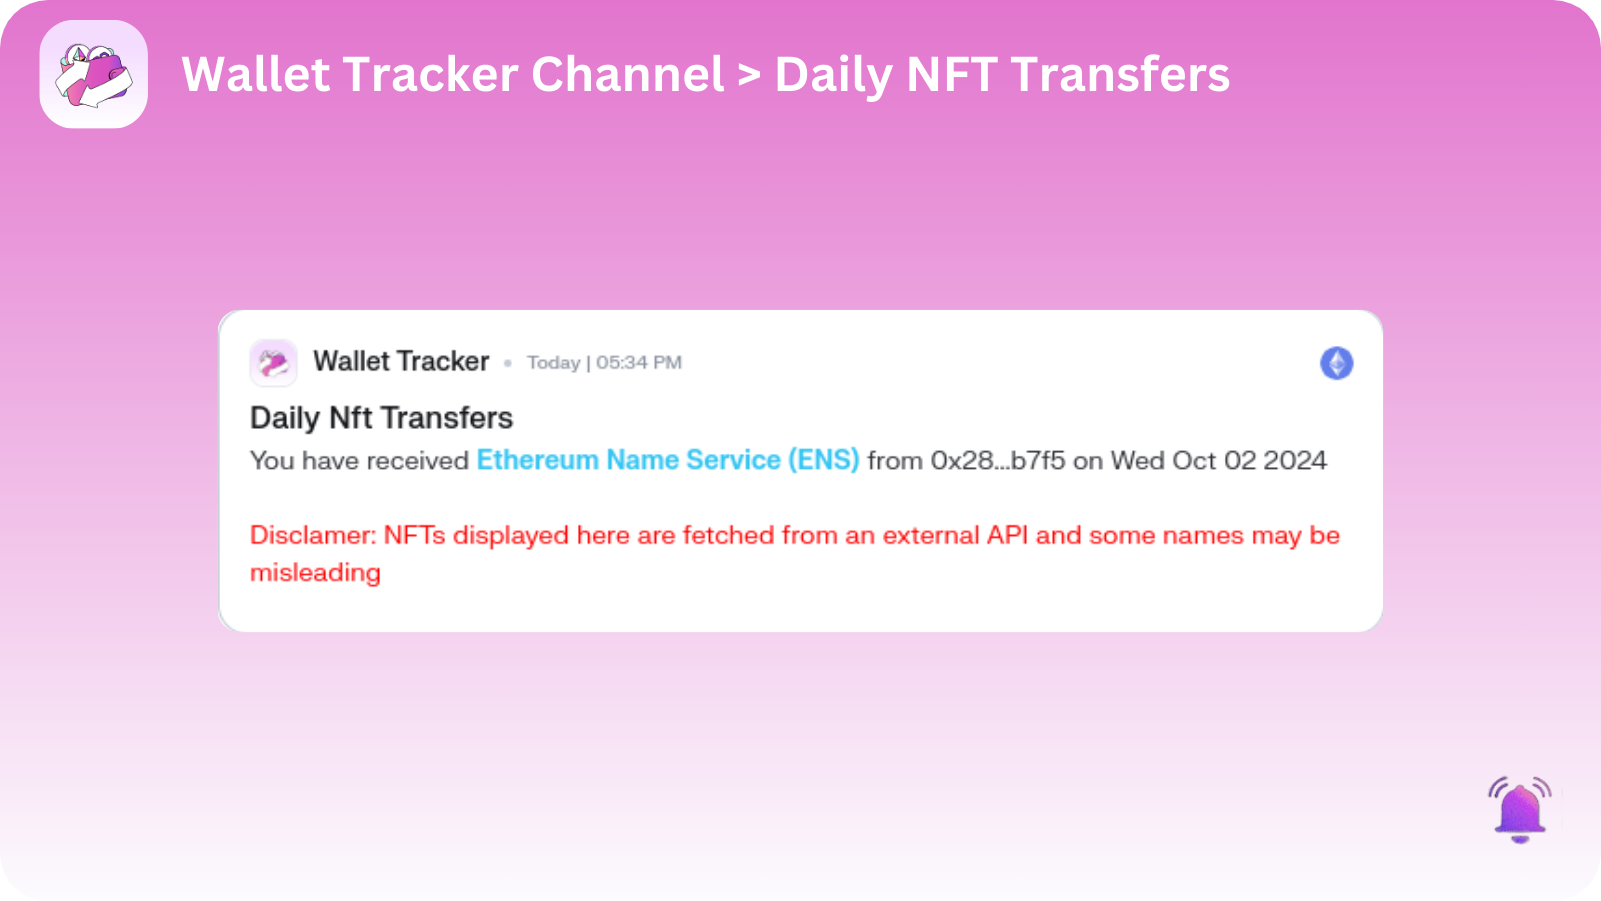 Wallet Tracker Channel > Daily NFT Transfers
Wallet Tracker • Today | 05:34 PM
Daily Nft Transfers
You have received Ethereum Name Service (ENS) from 0x28...b7f5 on Wed Oct 02 2024
Disclamer: NFTs displayed here are fetched from an external API and some names may be
misleading